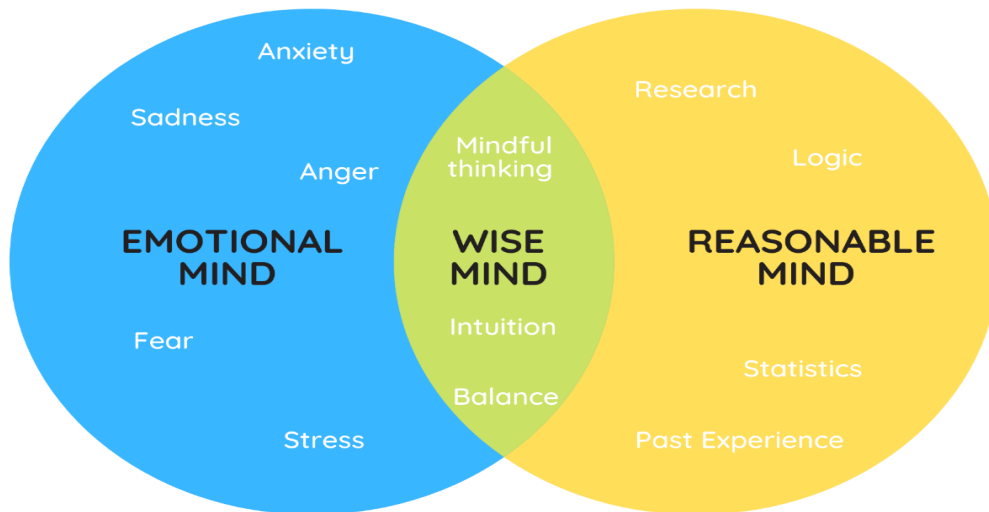 Anxiety
Sadness
Anger
EMOTIONAL
MIND
Fear
Stress
Mindful
thinking
WISE
MIND
Intuition
Balance
Research
Logic
REASONABLE
MIND
Statistics
Past Experience